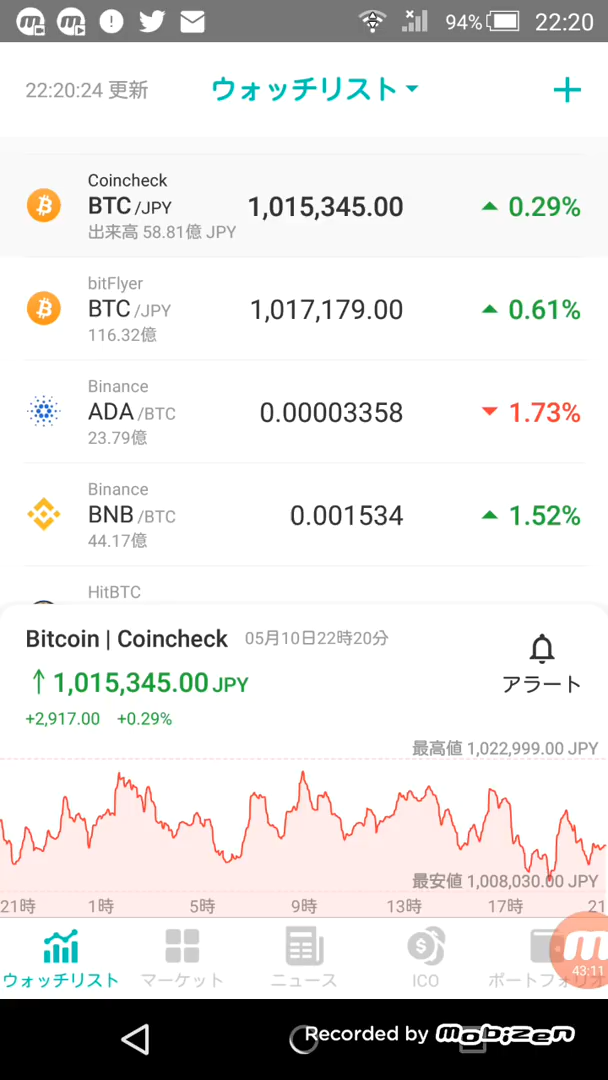 94% 22:20
22:20:24 更新 ウォッチリスト
Coincheck
BTC /JPY 1,015,345.00 0.29%
出来高 58.81億 JPY
bitFlyer
BTC /JPY 1,017,179.00 0.61%
116.32億
Binance
ADA /BTC 0.00003358 1.73%
23.79億
Binance
BNB /BTC 0.001534 1.52%
44.17億
HitBTC
Bitcoin | Coincheck 05月10日22時20分
↑1,015,345.00 JPY
アラート
+2,917.00 +0.29%
最高値 1,022,999.00 JPY
最安値 1,008,030.00 JPY
21時 1時 5時 9時 13時 17時 21
ウォッチリスト マーケット ニュース ICO ポートフォリオ
43:11
Recorded by mobizen